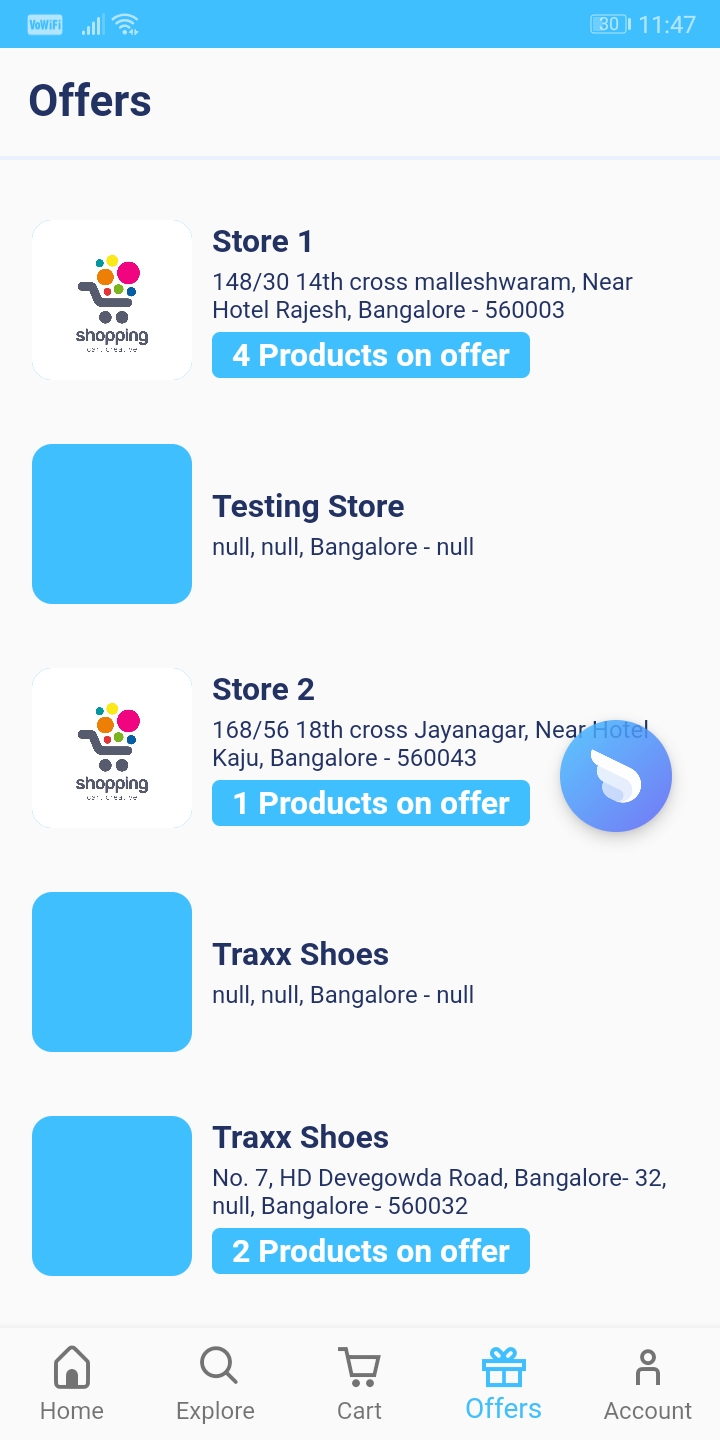 VoWiFi 30 11:47
Offers
Store 1
148/30 14th cross malleshwaram, Near
Hotel Rajesh, Bangalore - 560003
shopping
4 Products on offer
Testing Store
null, null, Bangalore - null
Store 2
168/56 18th cross Jayanagar, Near Hotel
Kaju, Bangalore - 560043
shopping
1 Products on offer
Traxx Shoes
null, null, Bangalore - null
Traxx Shoes
No. 7, HD Devegowda Road, Bangalore- 32,
null, Bangalore - 560032
2 Products on offer
Home Explore Cart Offers Account